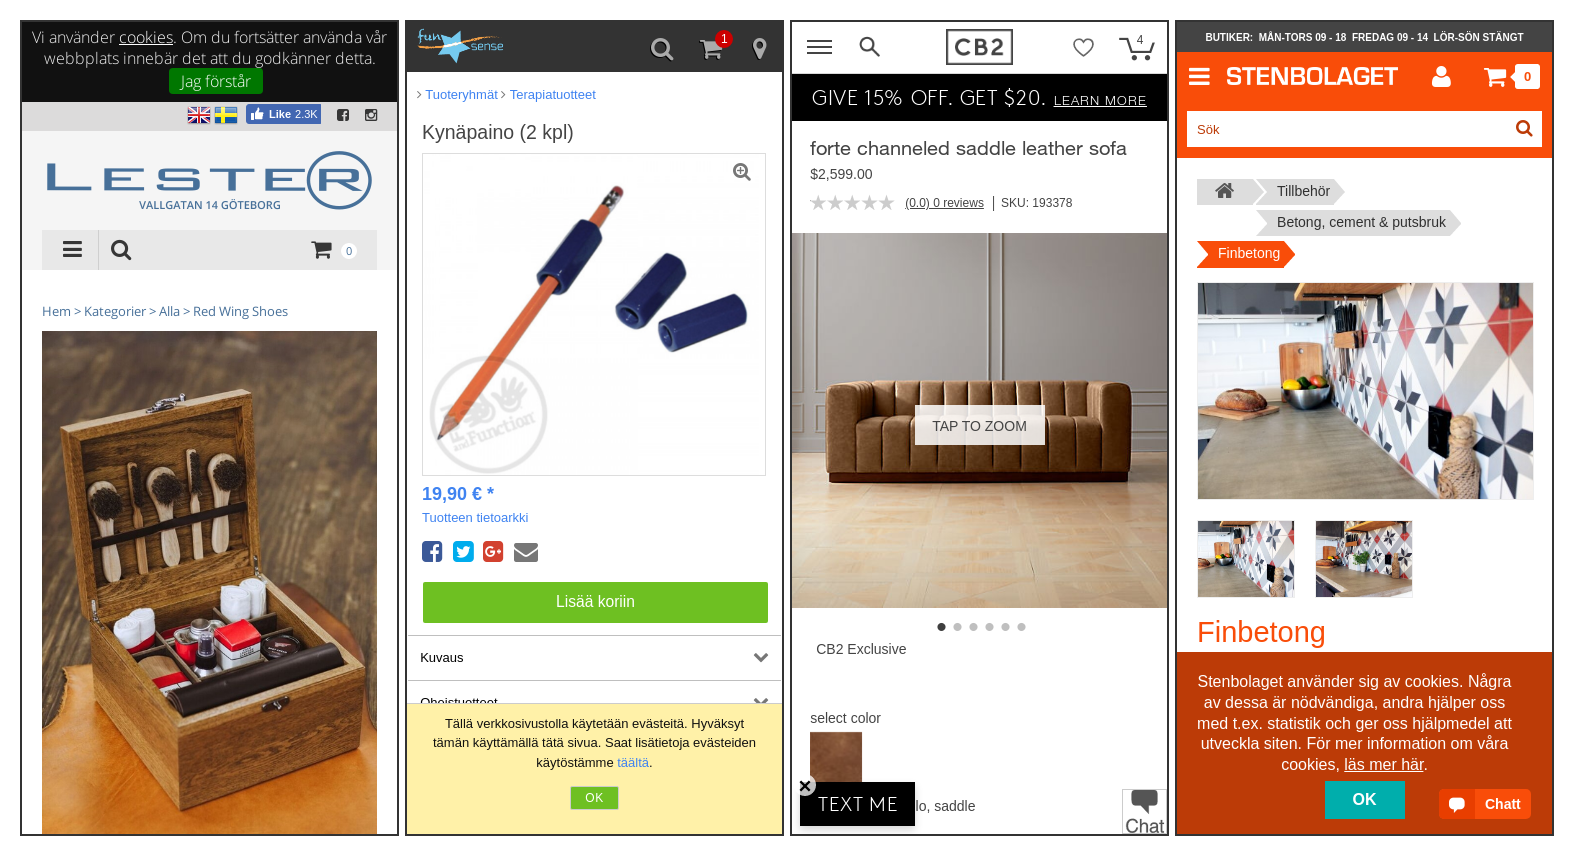 Vi använder cookies. Om du fortsätter använda vår
webbplats innebär det att du godkänner detta.
Jag förstår
Like 2.3K
LESTER
VALLGATAN 14 GÖTEBORG
0
Hem > Kategorier > Alla > Red Wing Shoes
fun sense
1
> Tuoteryhmät > Terapiatuotteet
Kynäpaino (2 kpl)
and Function
19,90 € *
Tuotteen tietoarkki
Lisää koriin
Kuvaus
Oheistuotteet
Tällä verkkosivustolla käytetään evästeitä. Hyväksyt
tämän käyttämällä tätä sivua. Saat lisätietoja evästeiden
käytöstämme täältä.
OK
CB2
4
GIVE 15% OFF. GET $20. LEARN MORE
forte channeled saddle leather sofa
$2,599.00
(0.0) 0 reviews | SKU: 193378
TAP TO ZOOM
CB2 Exclusive
select color
TEXT ME
lo, saddle
Chat
BUTIKER: MÅN-TORS 09 - 18 FREDAG 09 - 14 LÖR-SÖN STÄNGT
STENBOLAGET
0
Sök
Tillbehör
Betong, cement & putsbruk
Finbetong
Finbetong
Stenbolaget använder sig av cookies. Några
av dessa är nödvändiga, andra hjälper oss
med t.ex. statistik och ger oss hjälpmedel att
utveckla siten. För mer information om våra
cookies, läs mer här.
OK
Chatt